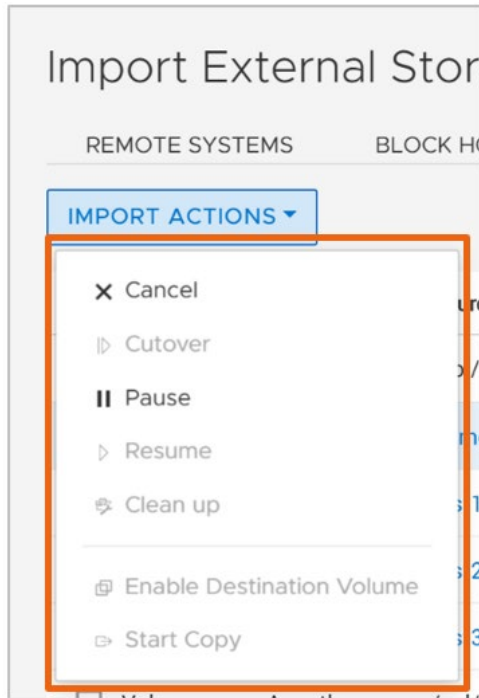 Import External Stor
REMOTE SYSTEMS
BLOCK HO
IMPORT ACTIONS
Cancel
Cutover
Pause
Resume
Clean up
Enable Destination Volume
Start Copy